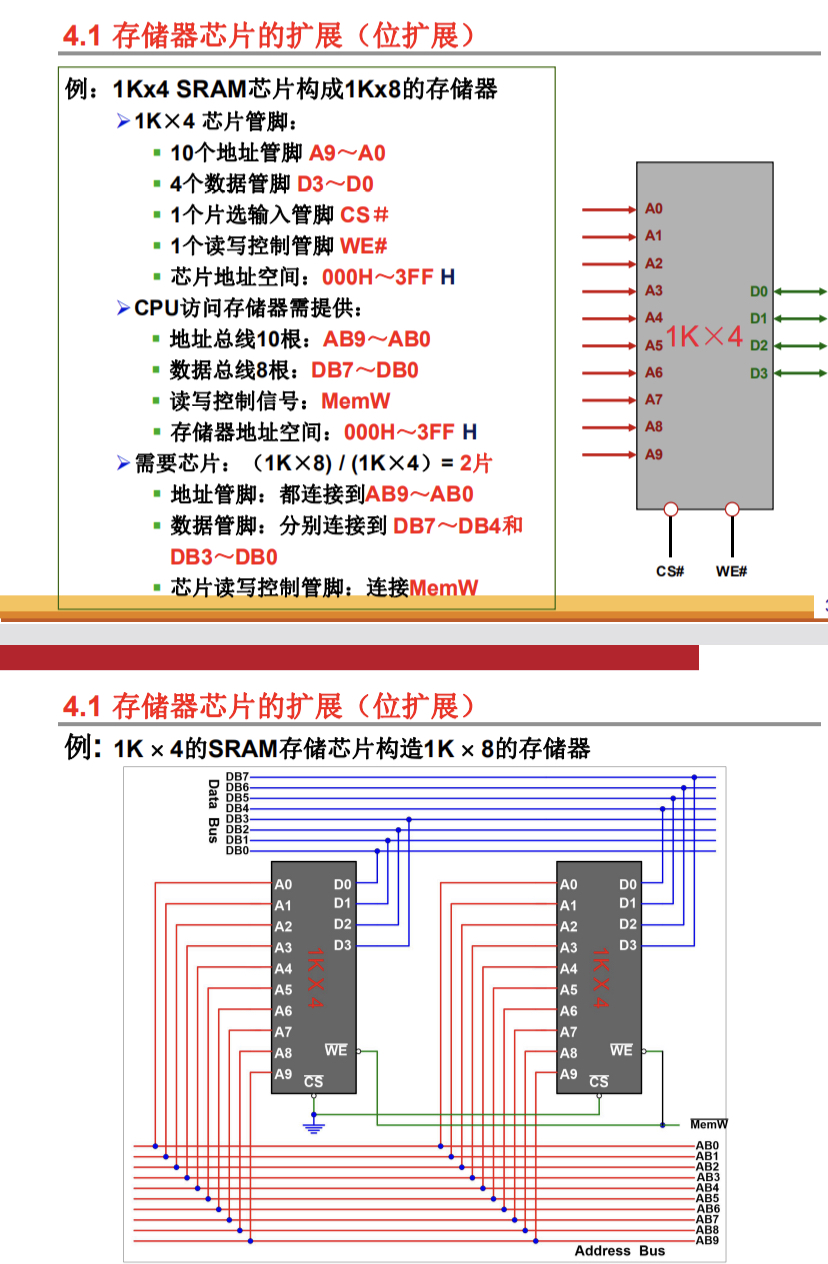 4.1 存储器芯片的扩展（位扩展）
例：1Kx4 SRAM芯片构成1Kx8的存储器
➢1K×4 芯片管脚：
▪ 10个地址管脚 A9～A0
▪ 4个数据管脚 D3～D0
▪ 1个片选输入管脚 CS＃
▪ 1个读写控制管脚 WE#
▪ 芯片地址空间：000H～3FF H
➢CPU访问存储器需提供：
▪ 地址总线10根：AB9～AB0
▪ 数据总线8根：DB7～DB0
▪ 读写控制信号：MemW
▪ 存储器地址空间：000H～3FF H
➢需要芯片：（1K×8) / (1K×4）= 2片
▪ 地址管脚：都连接到AB9～AB0
▪ 数据管脚：分别连接到 DB7～DB4和
DB3～DB0
▪ 芯片读写控制管脚：连接MemW
A0
A1
A2
A3
A4
A5
A6
A7
A8
A9
1K×4
D0
D1
D2
D3
CS#
WE#
4.1 存储器芯片的扩展（位扩展）
例: 1K × 4的SRAM存储芯片构造1K × 8的存储器
Data Bus
DB7
DB6
DB5
DB4
DB3
DB2
DB1
DB0
A0
A1
A2
A3
A4
A5
A6
A7
A8
A9
D0
D1
D2
D3
1K×4
WE
CS
A0
A1
A2
A3
A4
A5
A6
A7
A8
A9
D0
D1
D2
D3
1K×4
WE
CS
MemW
AB0
AB1
AB2
AB3
AB4
AB5
AB6
AB7
AB8
AB9
Address Bus